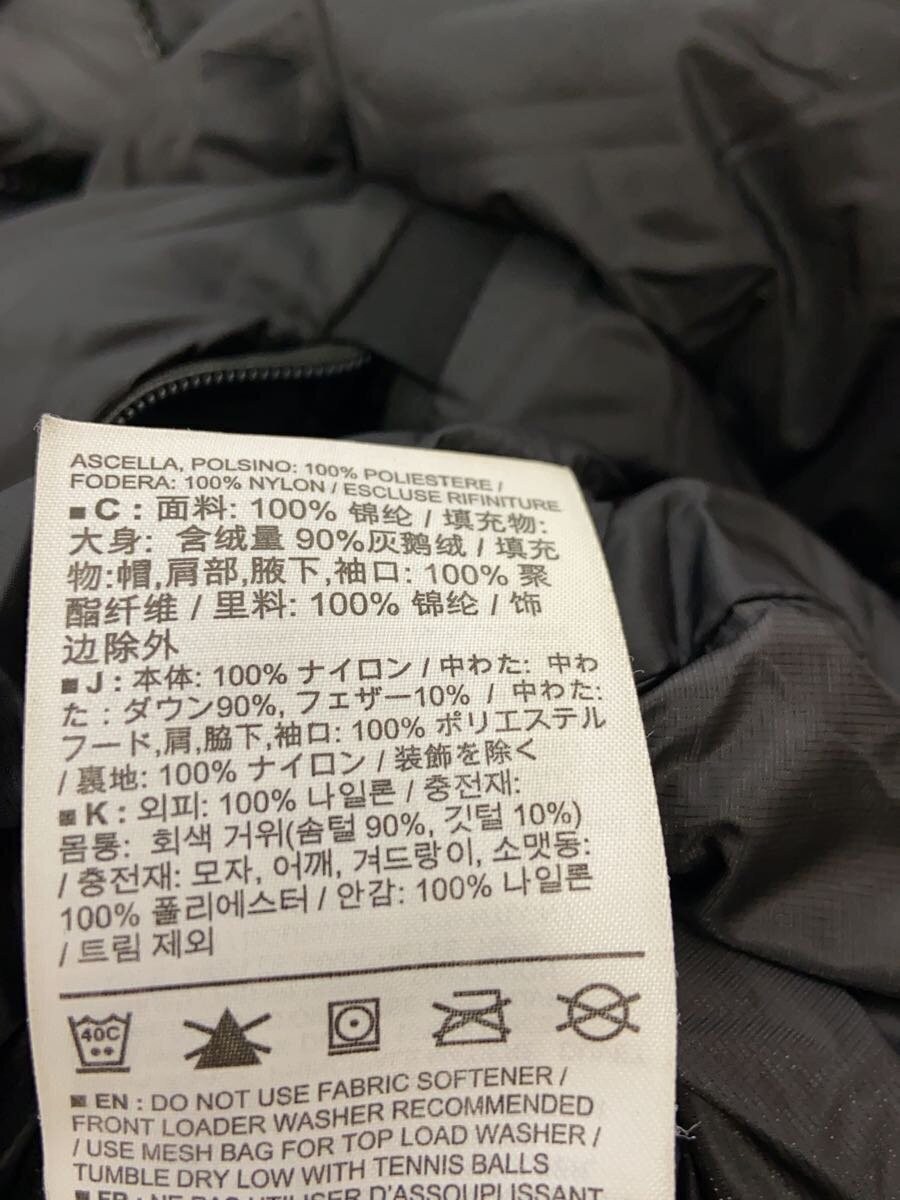 ASCELLA, POLSINO: 100% POLIESTERE /
FODERA: 100% NYLON / ESCLUSE RIFINITURE
■ C : 面料: 100% 锦纶 / 填充物:
大身: 含绒量 90%灰鹅绒 / 填充
物:帽,肩部,腋下,袖口: 100% 聚
酯纤维 / 里料: 100% 锦纶 / 饰
边除外
■ J : 本体: 100% ナイロン / 中わた: 中わ
た : ダウン90%, フェザー10% / 中わた:
フード,肩,脇下,袖口: 100% ポリエステル
/ 裏地: 100% ナイロン / 装飾を除く
■ K : 외피: 100% 나일론 / 충전재:
몸통: 회색 거위(솜털 90%, 깃털 10%)
/ 충전재: 모자, 어깨, 겨드랑이, 소맷동:
100% 폴리에스터 / 안감: 100% 나일론
/ 트림 제외
40C
■ EN : DO NOT USE FABRIC SOFTENER /
FRONT LOADER WASHER RECOMMENDED
/ USE MESH BAG FOR TOP LOAD WASHER /
TUMBLE DRY LOW WITH TENNIS BALLS
■ FR : NE PAS UTILISER D'ASSOUPLISSANT